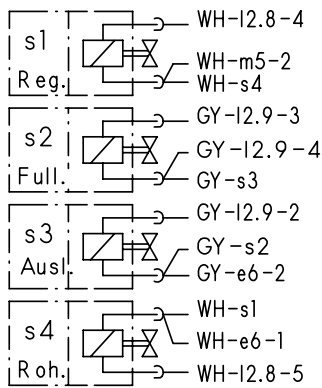 s1
Reg.
WH-I2.8-4
WH-m5-2
WH-s4
s2
Full.
GY-I2.9-3
GY-I2.9-4
GY-s3
s3
Ausl.
GY-I2.9-2
GY-s2
GY-e6-2
s4
Roh.
WH-s1
WH-e6-1
WH-I2.8-5